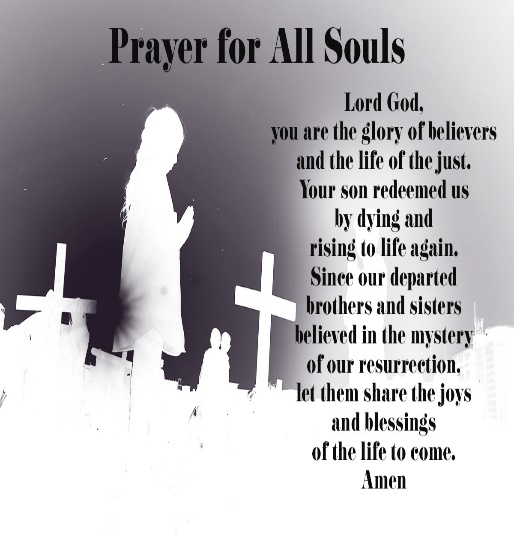 Prayer for All Souls
Lord God,
you are the glory of believers
and the life of the just.
Your son redeemed us
by dying and
rising to life again.
Since our departed
brothers and sisters
believed in the mystery
of our resurrection,
let them share the joys
and blessings
of the life to come.
Amen